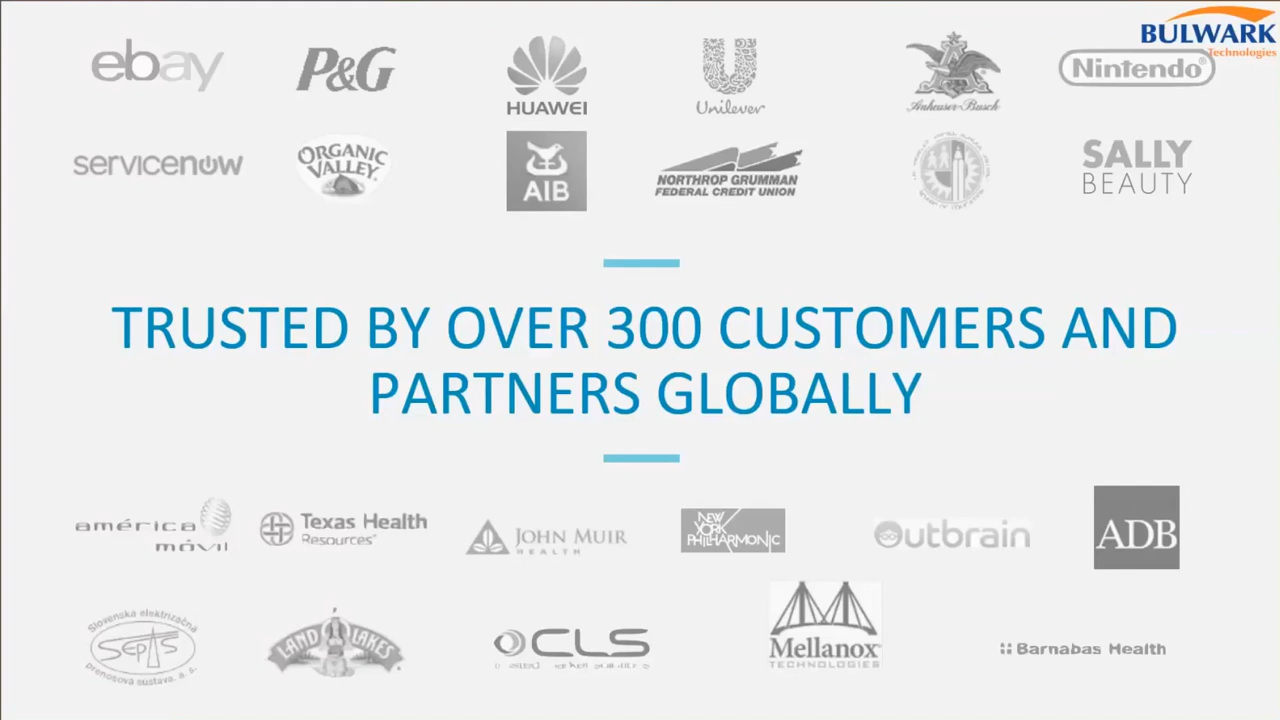 BULWARK
Technologies
ebay
P&G
HUAWEI
Unilever
Anheuser-Busch
Nintendo®
servicenow
ORGANIC
VALEY
AIB
NORTHROP GRUMMAN
FEDERAL CREDIT UNION
SALLY
BEAUTY
TRUSTED BY OVER 300 CUSTOMERS AND
PARTNERS GLOBALLY
américa
móvil
Texas Health
Resources
JOHN MUIR
HEALTH
NEW
YORK
PHILHARMONIC
Outbrain
ADB
Slovenská elektrizačná
SEPS
prenosová sústava, a. s.
LAND O LAKES
CLS
Mellanox
TECHNOLOGIES
Barnabas Health